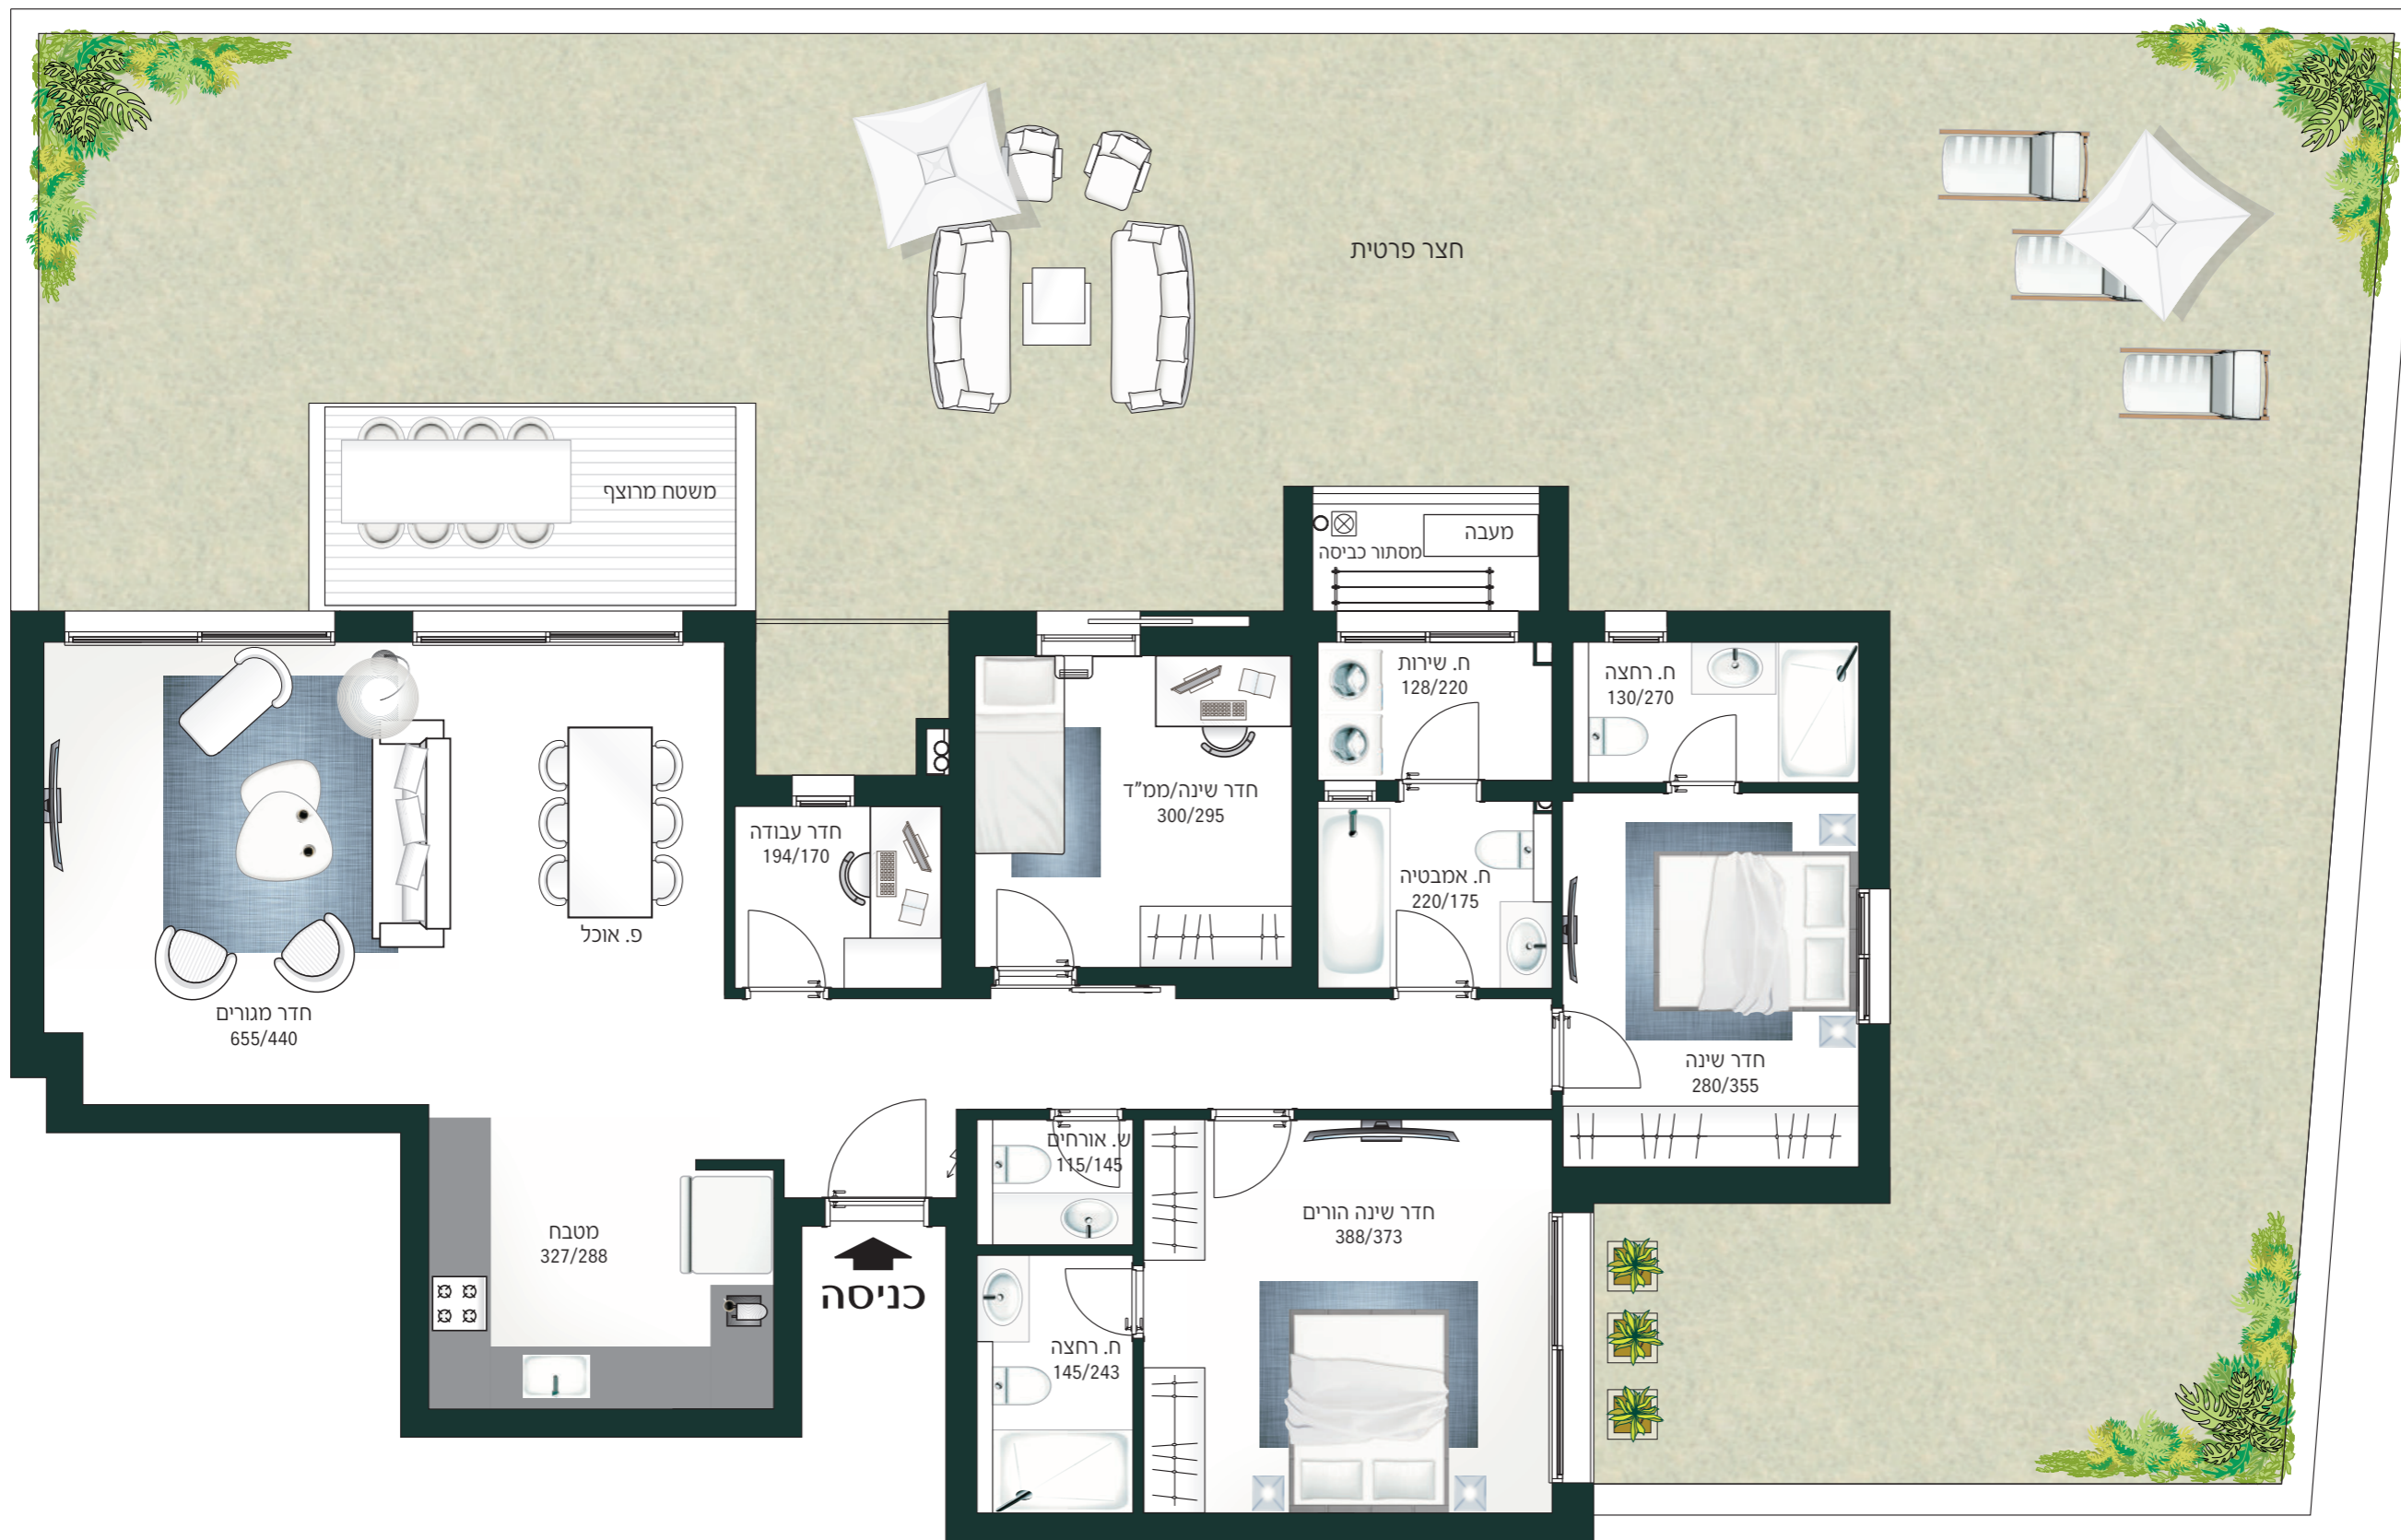 חצר פרטית
משטח מרוצף
מעבה
מסתור כביסה
ח. שירות
128/220
ח. רחצה
130/270
חדר שינה/ממ"ד
300/295
חדר עבודה
194/170
ח. אמבטיה
220/175
פ. אוכל
חדר מגורים
655/440
חדר שינה
280/355
ש. אורחים
115/145
חדר שינה הורים
388/373
מטבח
327/288
כניסה
ח. רחצה
145/243